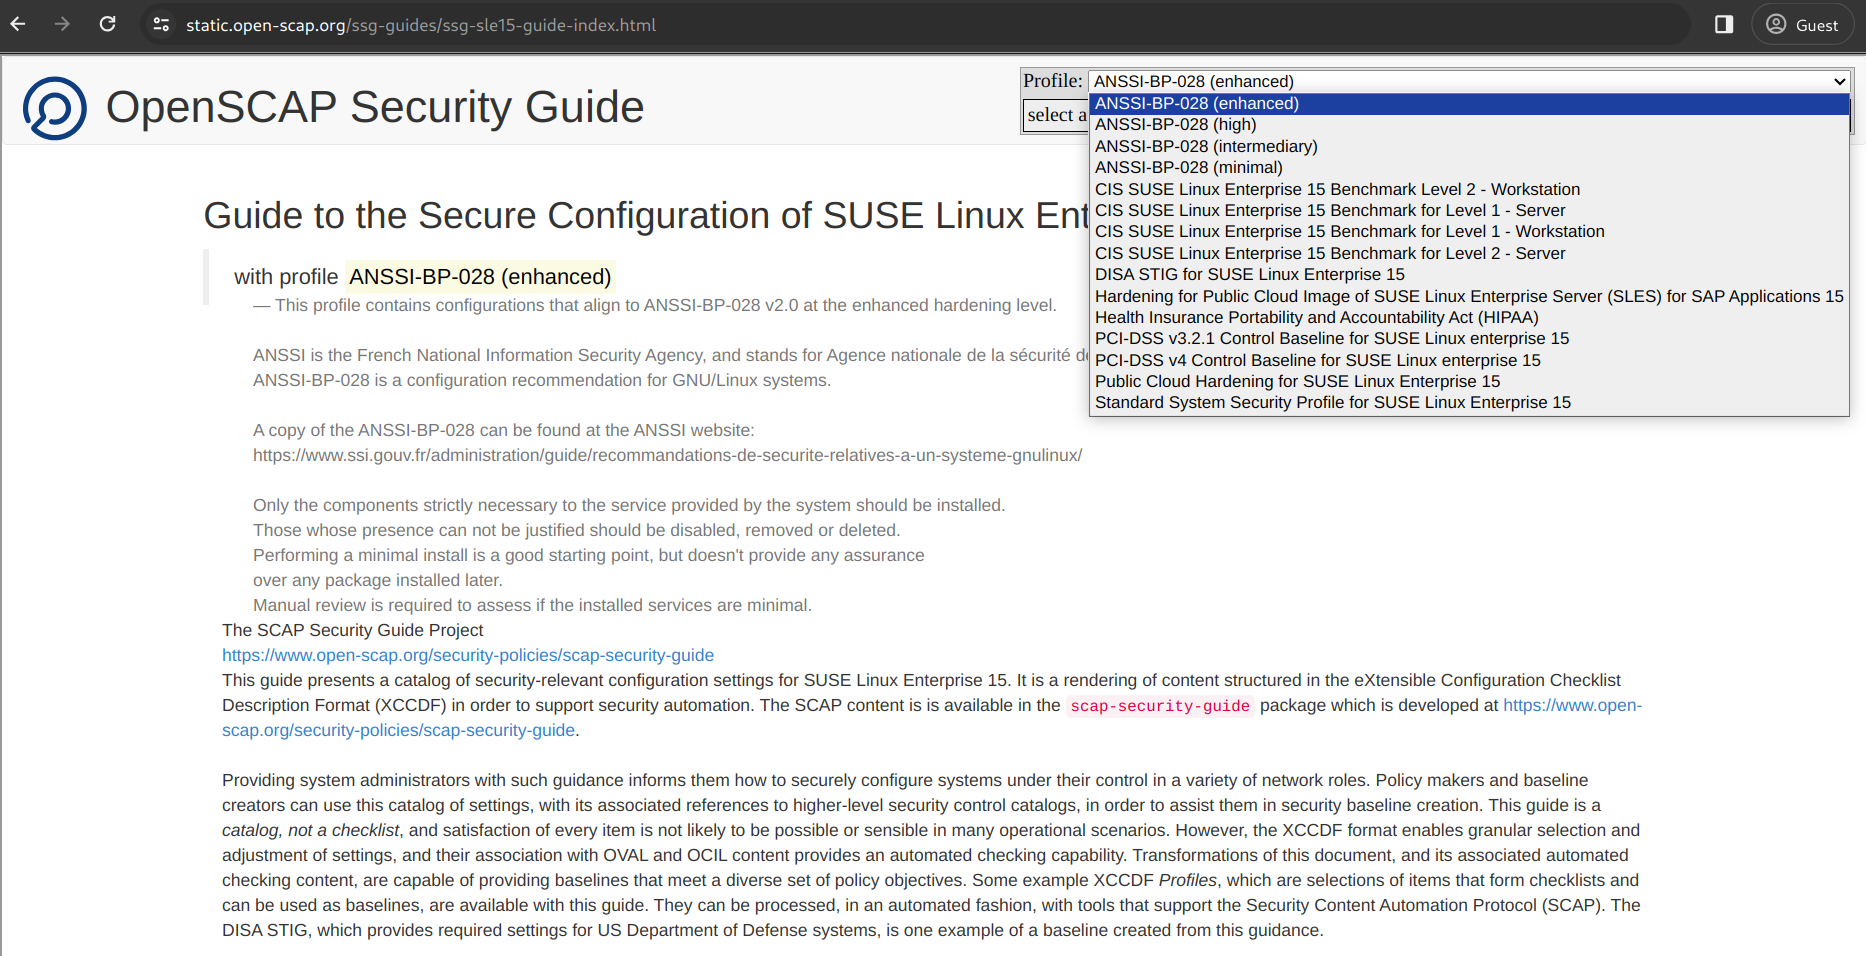 static.open-scap.org/ssg-guides/ssg-sle15-guide-index.html
Guest
OpenSCAP Security Guide
Profile:
ANSSI-BP-028 (enhanced)
select a
ANSSI-BP-028 (enhanced)
ANSSI-BP-028 (high)
ANSSI-BP-028 (intermediary)
ANSSI-BP-028 (minimal)
CIS SUSE Linux Enterprise 15 Benchmark Level 2 - Workstation
CIS SUSE Linux Enterprise 15 Benchmark for Level 1 - Server
CIS SUSE Linux Enterprise 15 Benchmark for Level 1 - Workstation
CIS SUSE Linux Enterprise 15 Benchmark for Level 2 - Server
DISA STIG for SUSE Linux Enterprise 15
Hardening for Public Cloud Image of SUSE Linux Enterprise Server (SLES) for SAP Applications 15
Health Insurance Portability and Accountability Act (HIPAA)
PCI-DSS v3.2.1 Control Baseline for SUSE Linux enterprise 15
PCI-DSS v4 Control Baseline for SUSE Linux enterprise 15
Public Cloud Hardening for SUSE Linux Enterprise 15
Standard System Security Profile for SUSE Linux Enterprise 15
Guide to the Secure Configuration of SUSE Linux Ent
with profile ANSSI-BP-028 (enhanced)
— This profile contains configurations that align to ANSSI-BP-028 v2.0 at the enhanced hardening level.
ANSSI is the French National Information Security Agency, and stands for Agence nationale de la sécurité de
ANSSI-BP-028 is a configuration recommendation for GNU/Linux systems.
A copy of the ANSSI-BP-028 can be found at the ANSSI website:
https://www.ssi.gouv.fr/administration/guide/recommandations-de-securite-relatives-a-un-systeme-gnulinux/
Only the components strictly necessary to the service provided by the system should be installed.
Those whose presence can not be justified should be disabled, removed or deleted.
Performing a minimal install is a good starting point, but doesn't provide any assurance
over any package installed later.
Manual review is required to assess if the installed services are minimal.
The SCAP Security Guide Project
https://www.open-scap.org/security-policies/scap-security-guide
This guide presents a catalog of security-relevant configuration settings for SUSE Linux Enterprise 15. It is a rendering of content structured in the eXtensible Configuration Checklist
Description Format (XCCDF) in order to support security automation. The SCAP content is is available in the scap-security-guide package which is developed at https://www.open-
scap.org/security-policies/scap-security-guide.
Providing system administrators with such guidance informs them how to securely configure systems under their control in a variety of network roles. Policy makers and baseline
creators can use this catalog of settings, with its associated references to higher-level security control catalogs, in order to assist them in security baseline creation. This guide is a
catalog, not a checklist, and satisfaction of every item is not likely to be possible or sensible in many operational scenarios. However, the XCCDF format enables granular selection and
adjustment of settings, and their association with OVAL and OCIL content provides an automated checking capability. Transformations of this document, and its associated automated
checking content, are capable of providing baselines that meet a diverse set of policy objectives. Some example XCCDF Profiles, which are selections of items that form checklists and
can be used as baselines, are available with this guide. They can be processed, in an automated fashion, with tools that support the Security Content Automation Protocol (SCAP). The
DISA STIG, which provides required settings for US Department of Defense systems, is one example of a baseline created from this guidance.